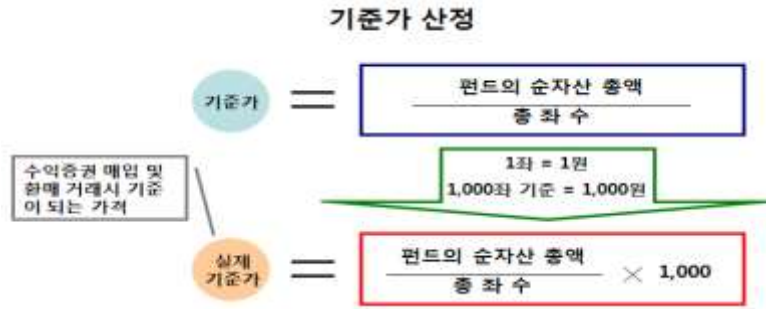 기준가 산정
기준가
=
펀드의 순자산 총액
총 좌 수
1좌 = 1원
1,000좌 기준 = 1,000원
수익증권 매입 및
환매 거래시 기준
이 되는 가격
실제
기준가
=
펀드의 순자산 총액
총 좌 수
× 1,000